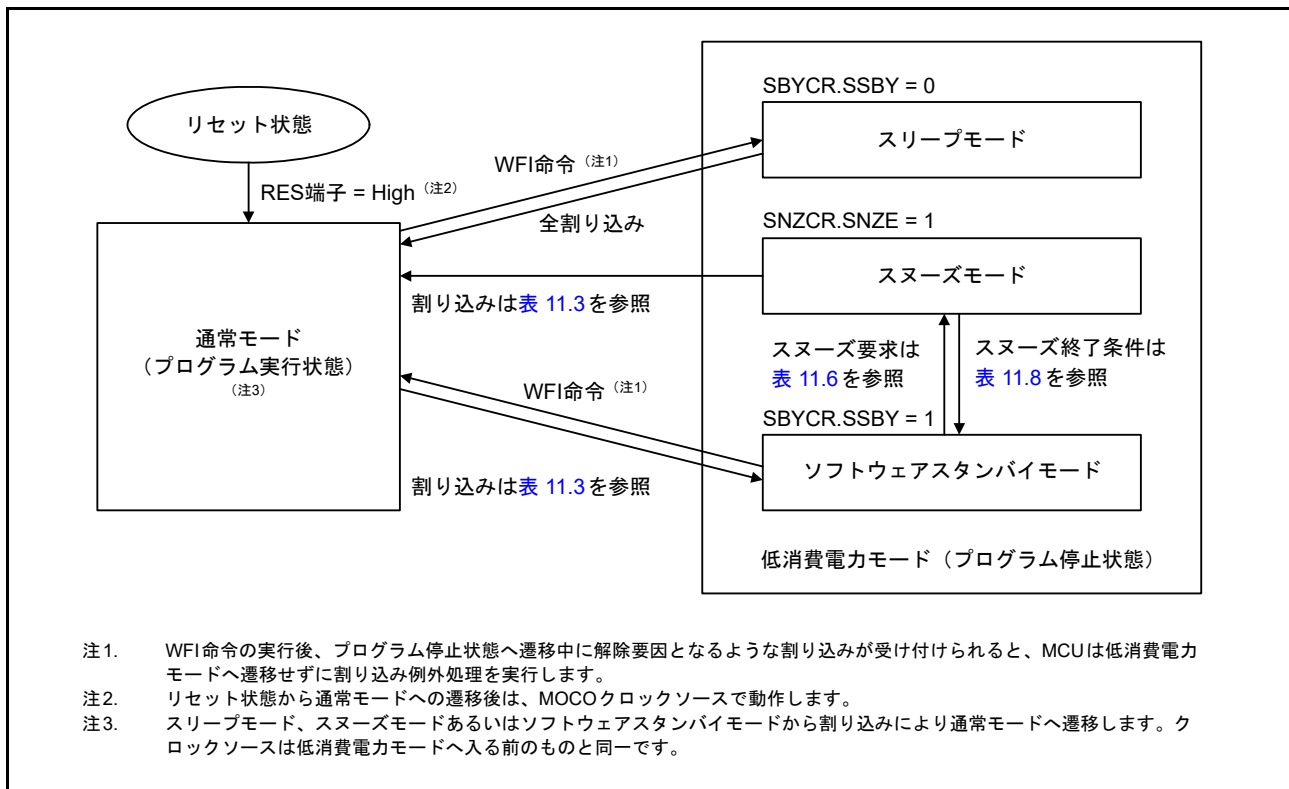 SBYCR.SSBY = 0
リセット状態
スリープモード
WFI命令（注1）
RES端子 = High（注2）
全割り込み
SNZCR.SNZE = 1
スヌーズモード
割り込みは表 11.3を参照
通常モード
（プログラム実行状態）
（注3）
スヌーズ要求は
表 11.6を参照
スヌーズ終了条件は
表 11.8を参照
WFI命令（注1）
SBYCR.SSBY = 1
ソフトウェアスタンバイモード
割り込みは表 11.3を参照
低消費電力モード（プログラム停止状態）
注1. WFI命令の実行後、プログラム停止状態へ遷移中に解除要因となるような割り込みが受け付けられると、MCUは低消費電力
モードへ遷移せずに割り込み例外処理を実行します。
注2. リセット状態から通常モードへの遷移後は、MOCOクロックソースで動作します。
注3. スリープモード、スヌーズモードあるいはソフトウェアスタンバイモードから割り込みにより通常モードへ遷移します。ク
ロックソースは低消費電力モードへ入る前のものと同一です。